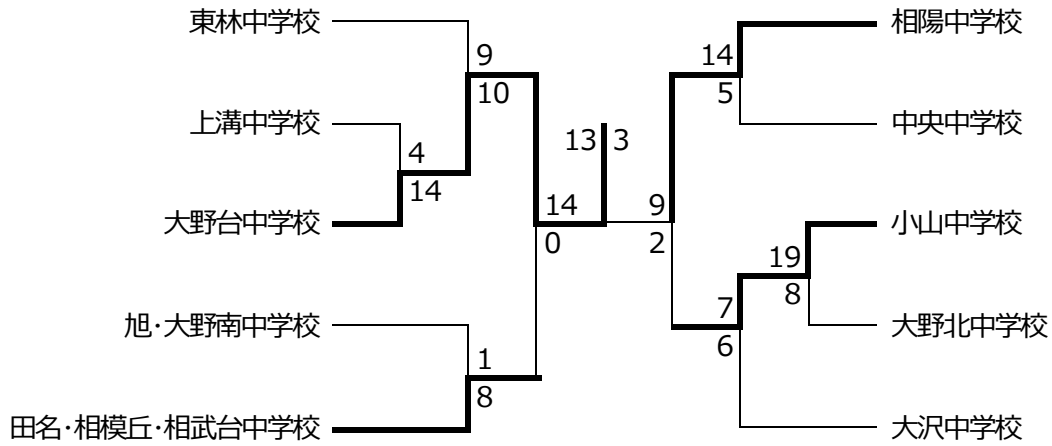 東林中学校
9
10
上溝中学校
4
14
大野台中学校
旭・大野南中学校
1
8
田名・相模丘・相武台中学校
14
0
13 3
相陽中学校
14
5
中央中学校
9
2
小山中学校
19
8
大野北中学校
7
6
大沢中学校